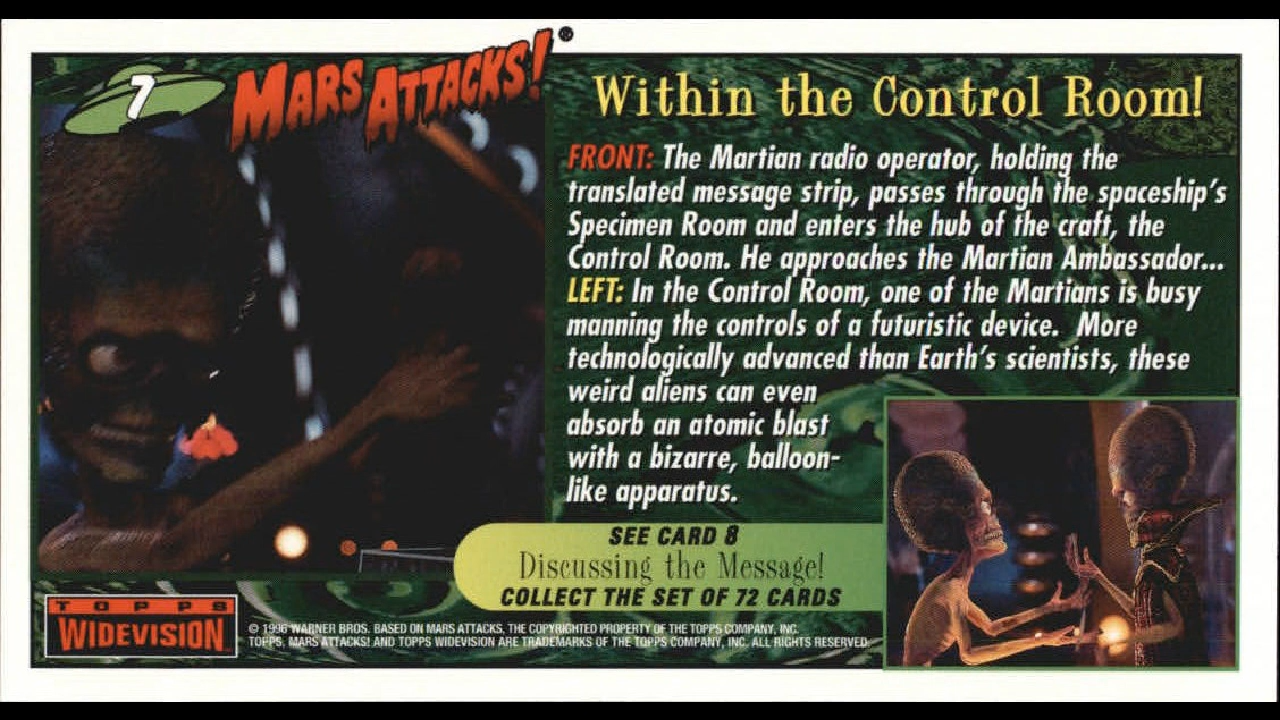 7
MARS ATTACKS!®
Within the Control Room!
FRONT: The Martian radio operator, holding the
translated message strip, passes through the spaceship's
Specimen Room and enters the hub of the craft, the
Control Room. He approaches the Martian Ambassador...
LEFT: In the Control Room, one of the Martians is busy
manning the controls of a futuristic device. More
technologically advanced than Earth's scientists, these
weird aliens can even
absorb an atomic blast
with a bizarre, balloon-
like apparatus.
SEE CARD 8
Discussing the Message!
COLLECT THE SET OF 72 CARDS
TOPPS
WIDEVISION
© 1996 WARNER BROS. BASED ON MARS ATTACKS, THE COPYRIGHTED PROPERTY OF THE TOPPS COMPANY, INC.
TOPPS, MARS ATTACKS! AND TOPPS WIDEVISION ARE TRADEMARKS OF THE TOPPS COMPANY, INC. ALL RIGHTS RESERVED.